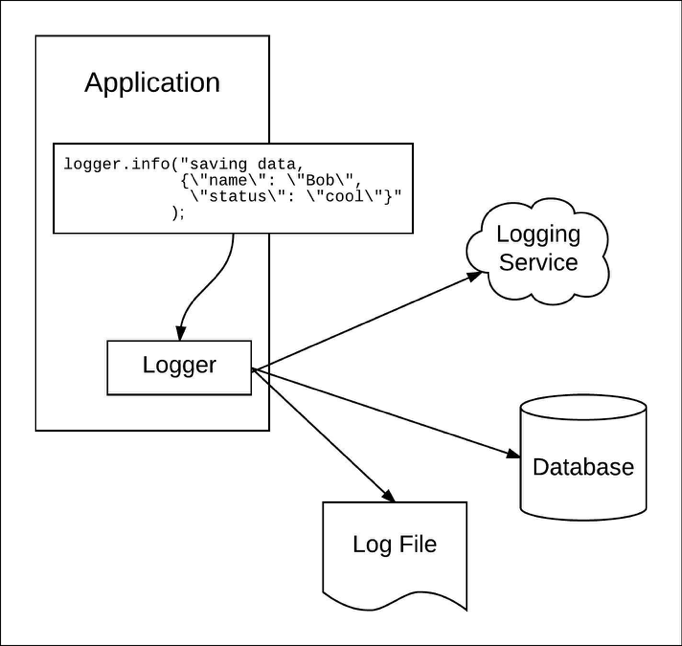 Application
logger.info("saving data,
{\"name\": \"Bob\",
\"status\": \"cool\"}"
);
Logging
Service
Logger
Database
Log File